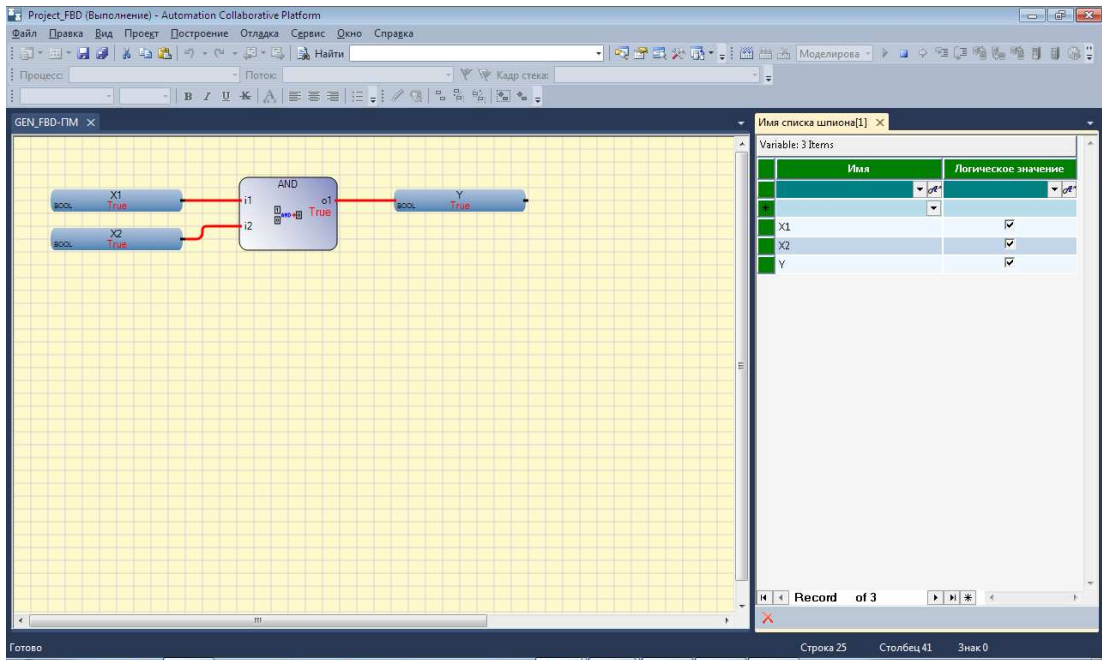 Project_FBD (Выполнение) - Automation Collaborative Platform
Файл Правка Вид Проект Построение Отладка Сервис Окно Справка
Найти Моделирова
Процесс: Поток: Кадр стека:
B I U K A
GEN_FBD-ПМ
Имя списка шпиона[1]
Variable: 3 Items
Имя Логическое значение
X1
BOOL True
X2
BOOL True
AND
i1 o1
True
i2
Y
BOOL True
X1
X2
Y
Record of 3
Готово Строка 25 Столбец 41 Знак 0